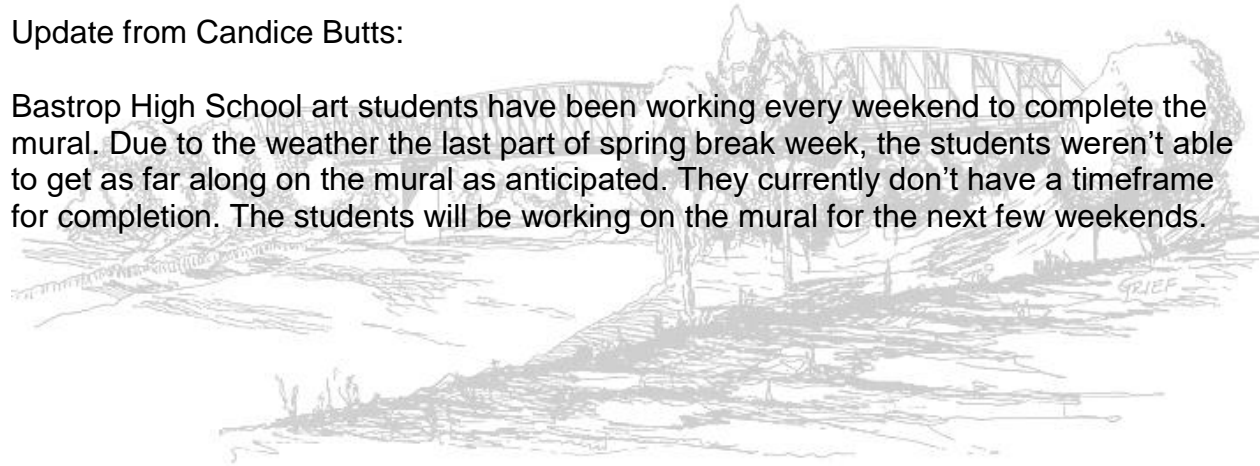 Update from Candice Butts:
Bastrop High School art students have been working every weekend to complete the
mural. Due to the weather the last part of spring break week, the students weren’t able
to get as far along on the mural as anticipated. They currently don’t have a timeframe
for completion. The students will be working on the mural for the next few weekends.
GRIEF